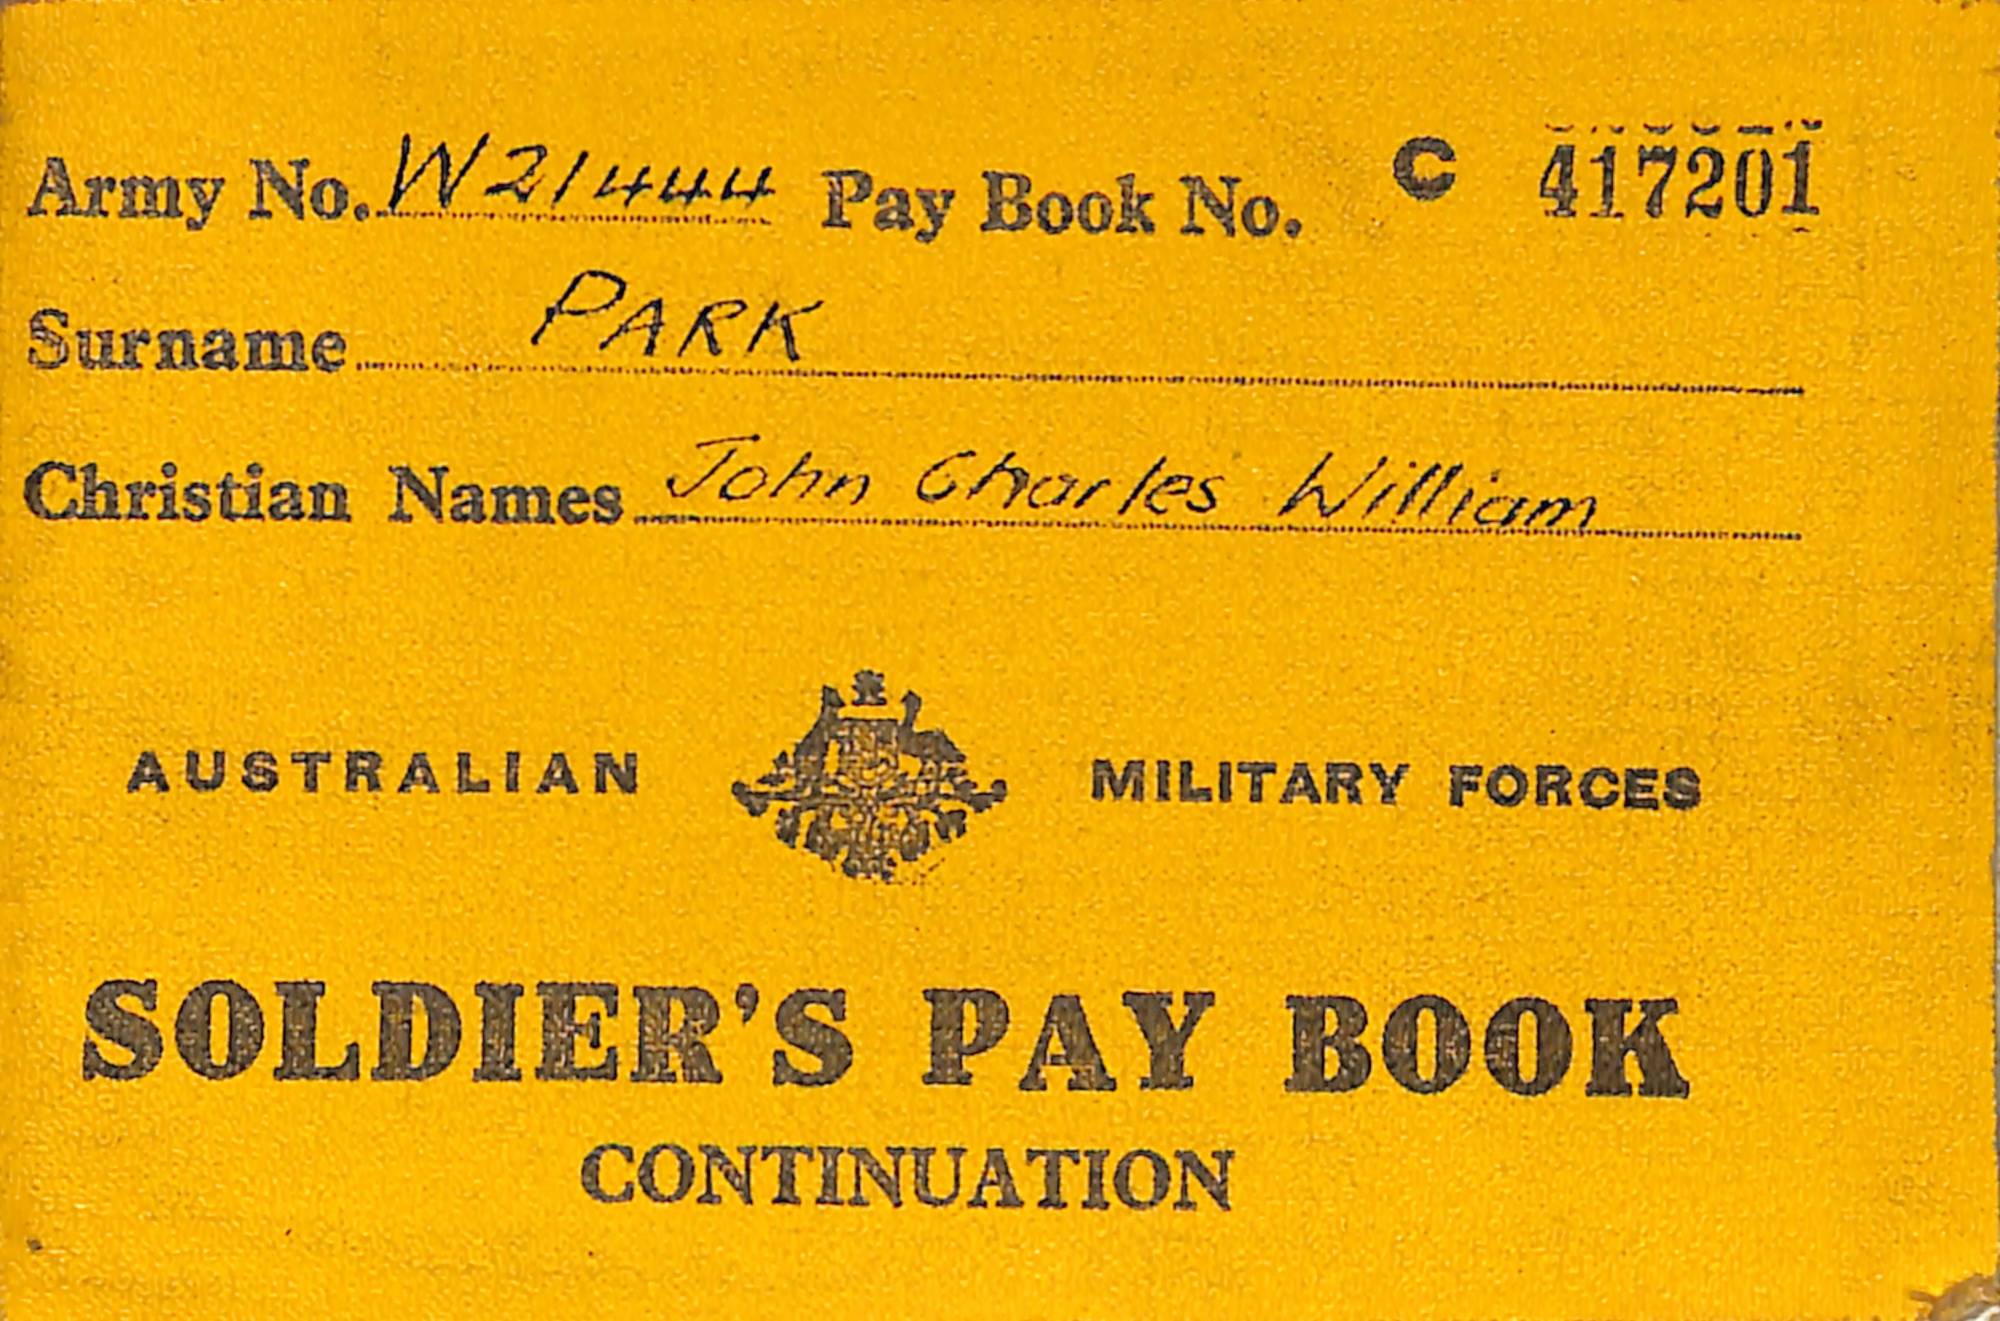 Army No. W21444 Pay Book No. C 417201
Surname PARK
Christian Names John Charles William
AUSTRALIAN MILITARY FORCES
SOLDIER'S PAY BOOK
CONTINUATION